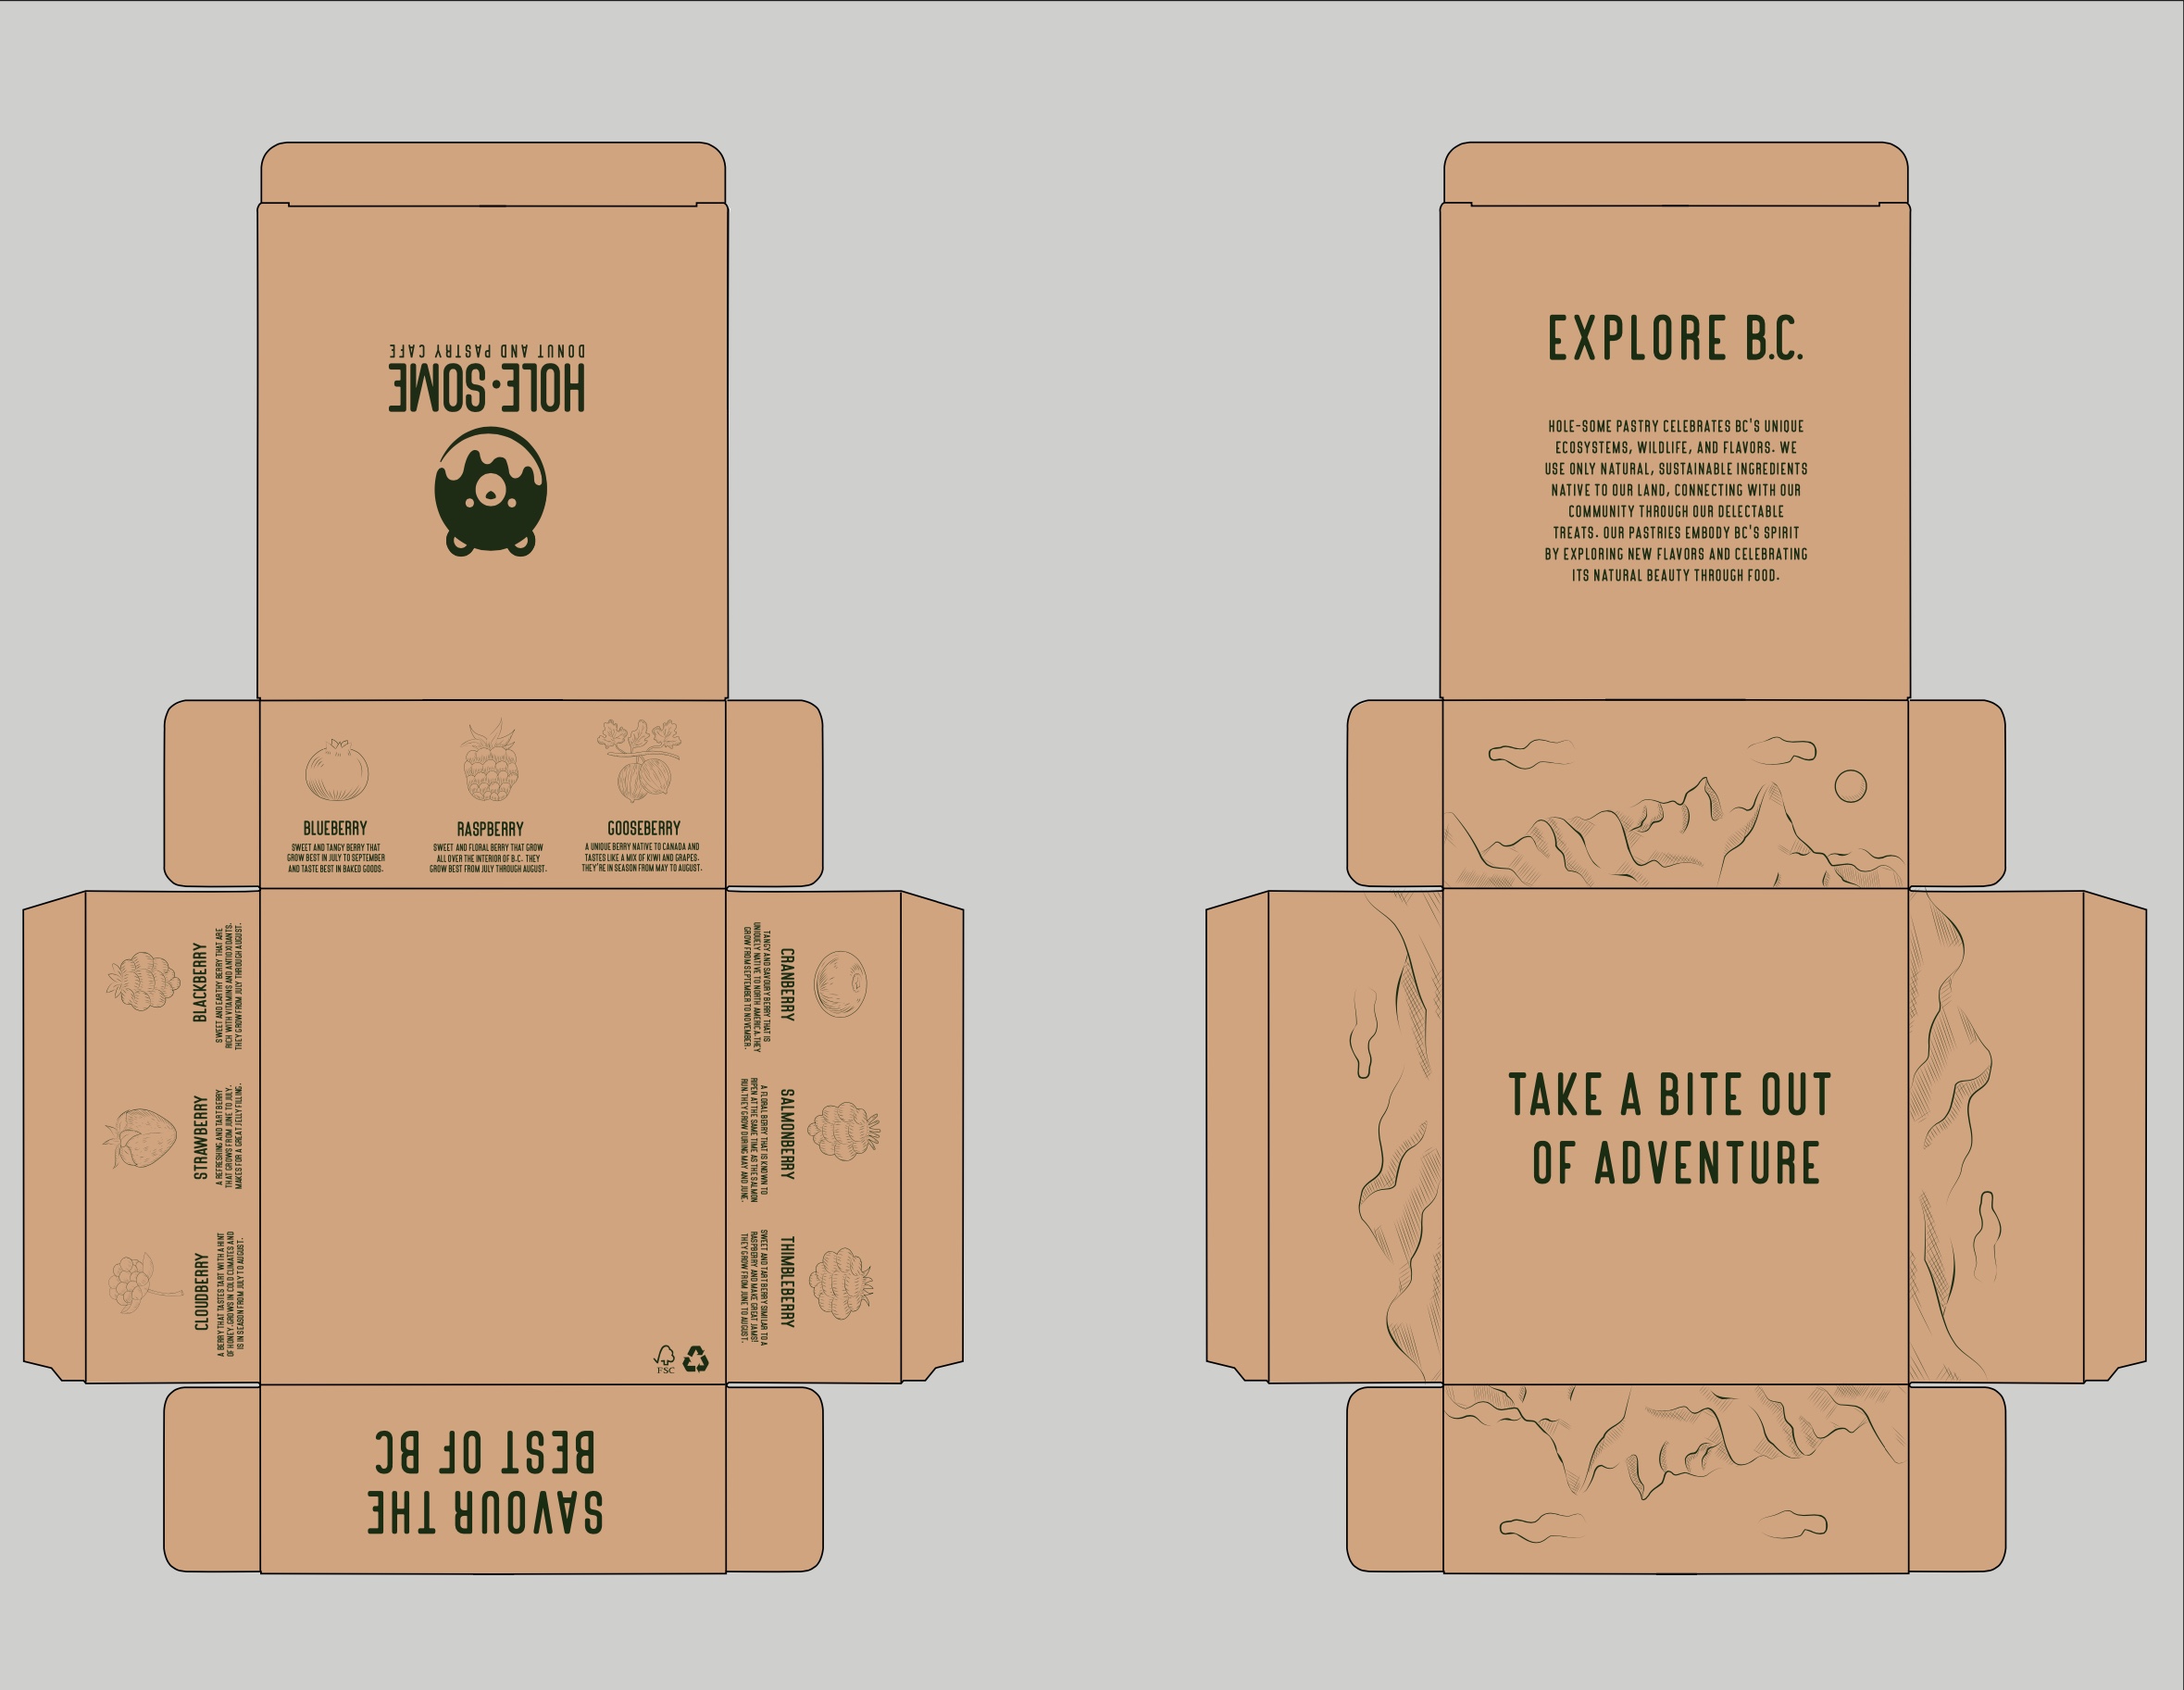 DONUT AND PASTRY CAFE
HOLE·SOME
BLUEBERRY
SWEET AND TANGY BERRY THAT
GROW BEST IN JULY TO SEPTEMBER
AND TASTE BEST IN BAKED GOODS.
RASPBERRY
SWEET AND FLORAL BERRY THAT GROW
ALL OVER THE INTERIOR OF B.C. THEY
GROW BEST FROM JULY THROUGH AUGUST.
GOOSEBERRY
A UNIQUE BERRY NATIVE TO CANADA AND
TASTES LIKE A MIX OF KIWI AND GRAPES.
THEY'RE IN SEASON FROM MAY TO AUGUST.
BLACKBERRY
SWEET AND EARTHY BERRY THAT ARE
RICH WITH VITAMINS AND ANTIOXIDANTS.
THEY GROW FROM JULY THROUGH AUGUST.
STRAWBERRY
A REFRESHING AND TART BERRY
THAT GROWS FROM JUNE TO JULY.
MAKES FOR A GREAT JELLY FILLING.
CLOUDBERRY
A BERRY THAT TASTES TART WITH A HINT
OF HONEY. GROWS IN COLD CLIMATES AND
IS IN SEASON FROM JULY TO AUGUST.
CRANBERRY
TANGY AND SAVOURY BERRY THAT IS
UNIQUELY NATIVE TO NORTH AMERICA. THEY
GROW FROM SEPTEMBER TO NOVEMBER.
SALMONBERRY
A FLORAL BERRY THAT IS KNOWN TO
RIPEN AT THE SAME TIME AS THE SALMON
RUN. THEY GROW DURING MAY AND JUNE.
THIMBLEBERRY
SWEET AND TART BERRY SIMILAR TO A
RASPBERRY AND MAKE GREAT JAMS!
THEY GROW FROM JUNE TO AUGUST.
FSC
SAVOUR THE
BEST OF BC
EXPLORE B.C.
HOLE-SOME PASTRY CELEBRATES BC'S UNIQUE
ECOSYSTEMS, WILDLIFE, AND FLAVORS. WE
USE ONLY NATURAL, SUSTAINABLE INGREDIENTS
NATIVE TO OUR LAND, CONNECTING WITH OUR
COMMUNITY THROUGH OUR DELECTABLE
TREATS. OUR PASTRIES EMBODY BC'S SPIRIT
BY EXPLORING NEW FLAVORS AND CELEBRATING
ITS NATURAL BEAUTY THROUGH FOOD.
TAKE A BITE OUT
OF ADVENTURE